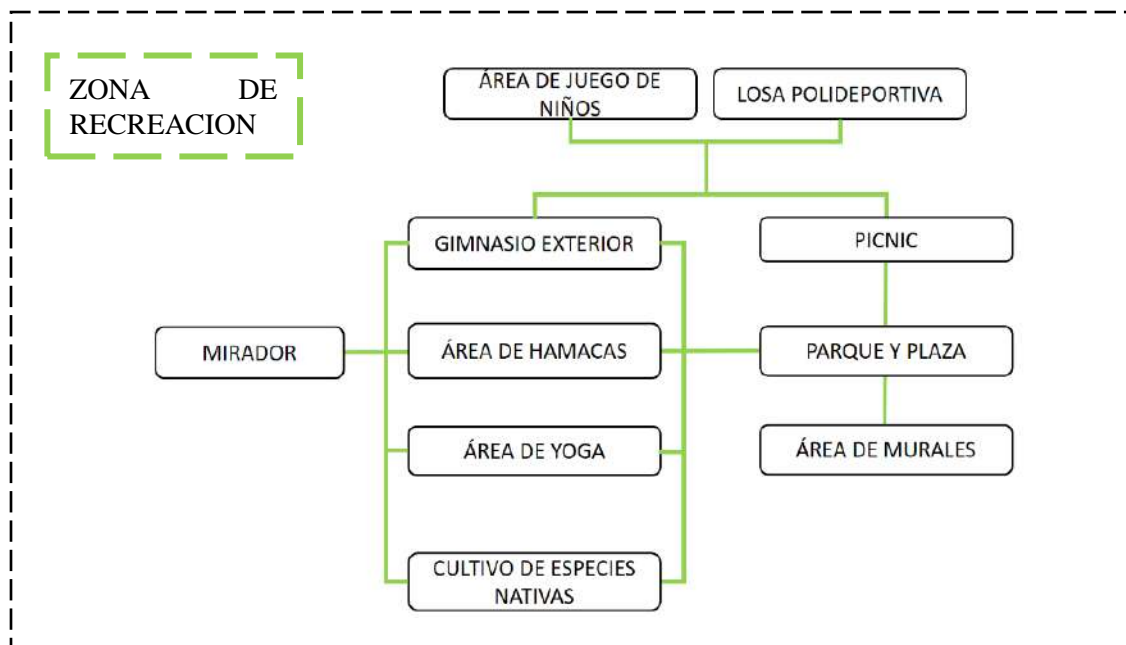 ZONA DE
RECREACION
ÁREA DE JUEGO DE
NIÑOS
LOSA POLIDEPORTIVA
GIMNASIO EXTERIOR
PICNIC
MIRADOR
ÁREA DE HAMACAS
PARQUE Y PLAZA
ÁREA DE YOGA
ÁREA DE MURALES
CULTIVO DE ESPECIES
NATIVAS